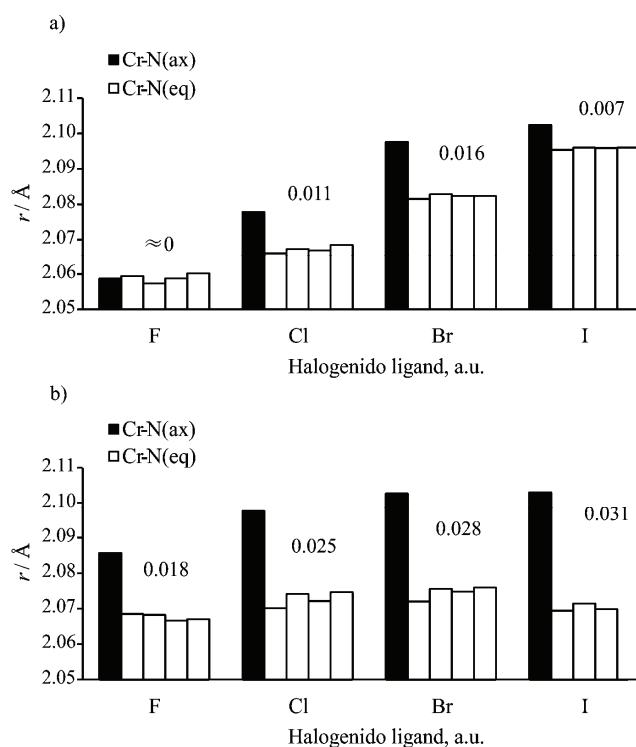 a)
Cr-N(ax)
Cr-N(eq)
2.11
2.10
2.09
2.08
2.07
2.06
2.05
r / Å
≈0
0.011
0.016
0.007
F Cl Br I
Halogenido ligand, a.u.
b)
Cr-N(ax)
Cr-N(eq)
2.11
2.10
2.09
2.08
2.07
2.06
2.05
r / Å
0.018
0.025
0.028
0.031
F Cl Br I
Halogenido ligand, a.u.